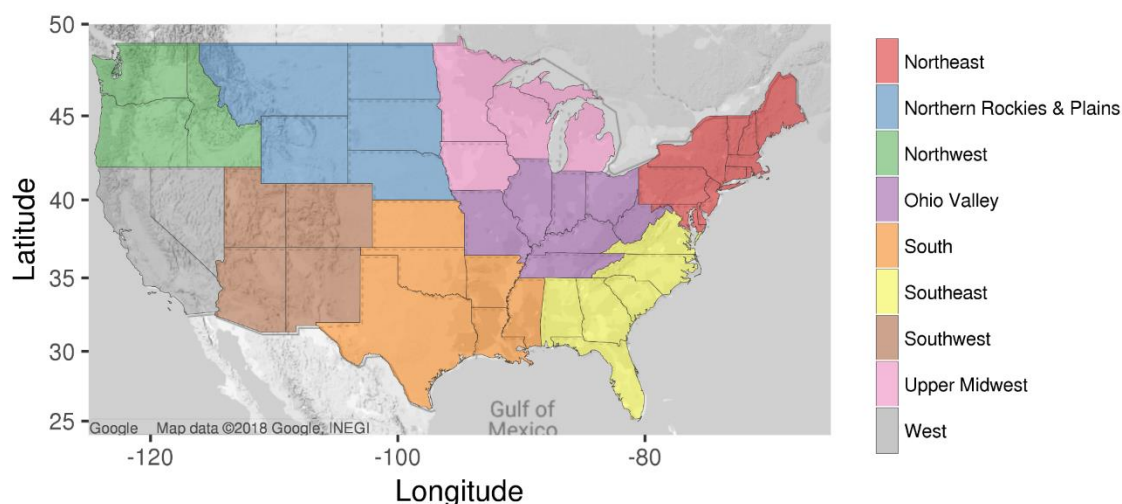 50
45
40
35
30
25
Latitude
Gulf of
Mexico
Google Map data ©2018 Google, INEGI
-120
-100
-80
Longitude
Northeast
Northern Rockies & Plains
Northwest
Ohio Valley
South
Southeast
Southwest
Upper Midwest
West